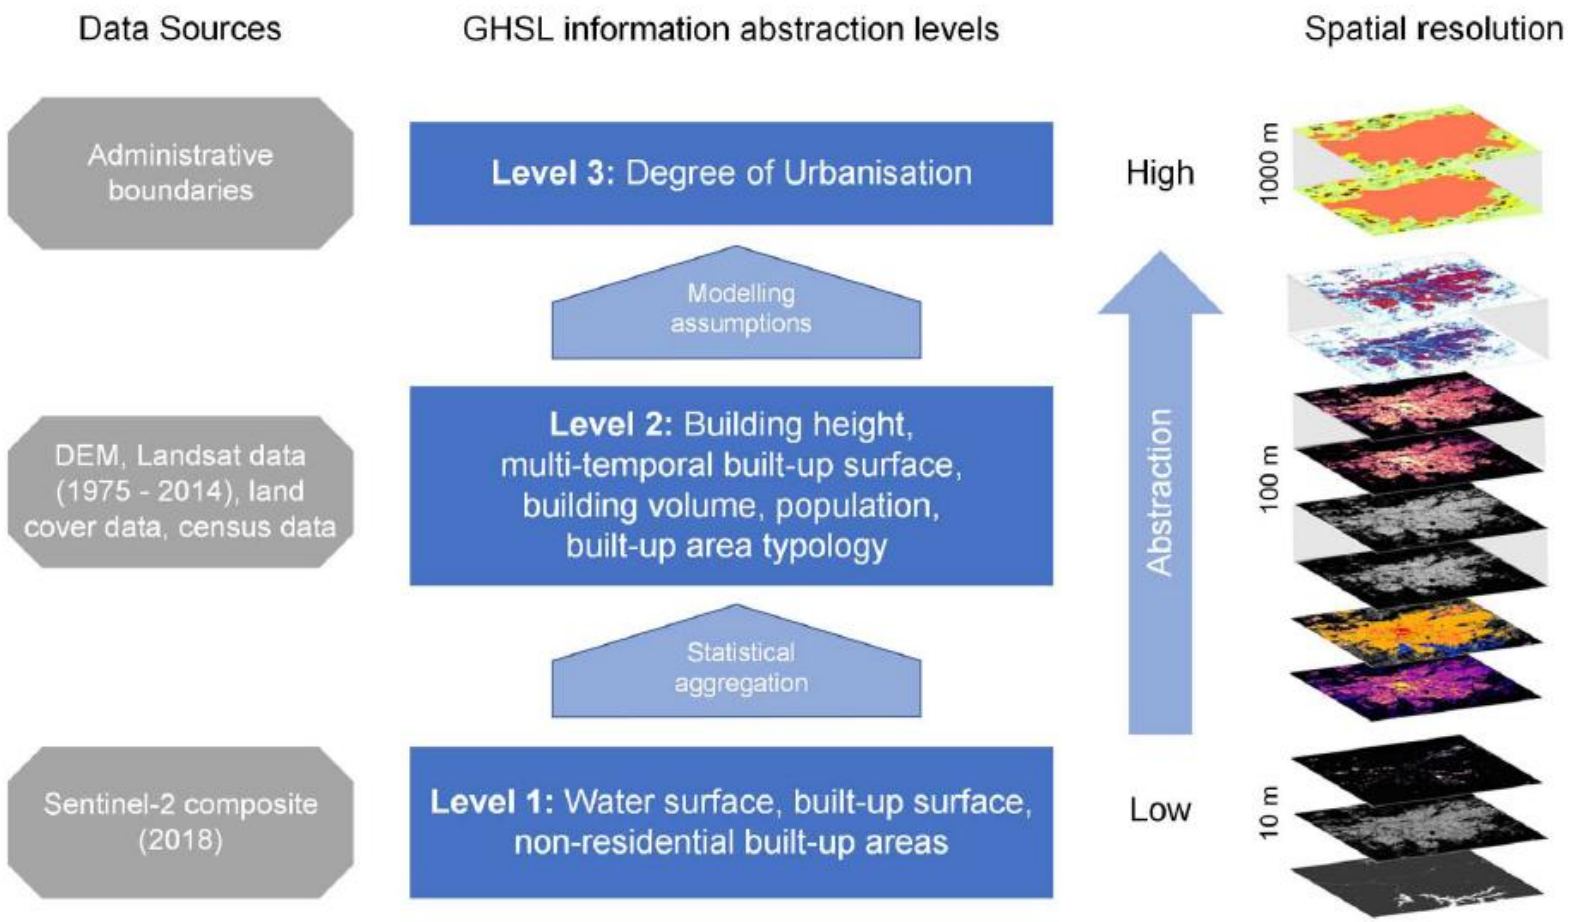 Data Sources
GHSL information abstraction levels
Spatial resolution
Administrative
boundaries
Level 3: Degree of Urbanisation
High
1000 m
Modelling
assumptions
DEM, Landsat data
(1975 - 2014), land
cover data, census data
Level 2: Building height,
multi-temporal built-up surface,
building volume, population,
built-up area typology
Abstraction
100 m
Statistical
aggregation
Sentinel-2 composite
(2018)
Level 1: Water surface, built-up surface,
non-residential built-up areas
Low
10 m